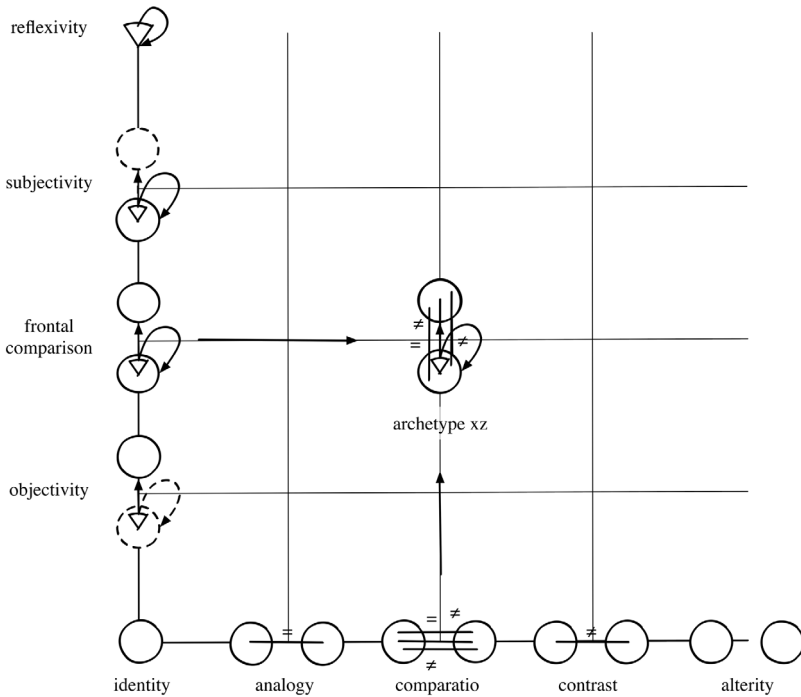 reflexivity
subjectivity
frontal
comparison
≠
= ≠
archetype xz
objectivity
= = ≠ ≠
≠
identity analogy comparatio contrast alterity